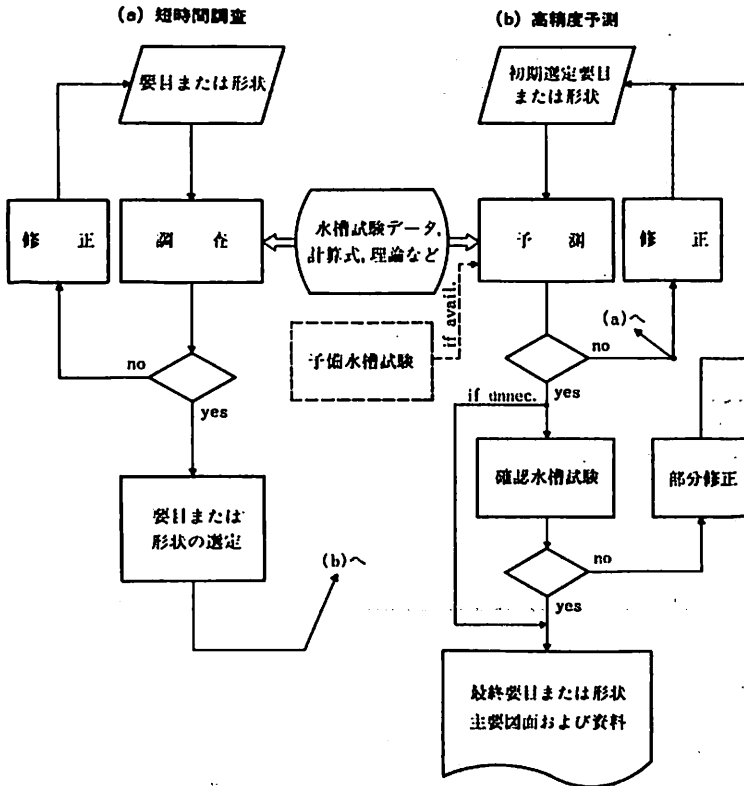 (a) 短時間調査
要目または形状
修 正
調 在
no
yes
要目または
形状の選定
(b)へ
水槽試験データ,
計算式,理論など
if avail.
予備水槽試験
(b) 高精度予測
初期選定要目
または形状
予 測
修 正
(a)へ
no
yes
if unnec.
確認水槽試験
部分修正
no
yes
最終要目または形状
主要図面および資料